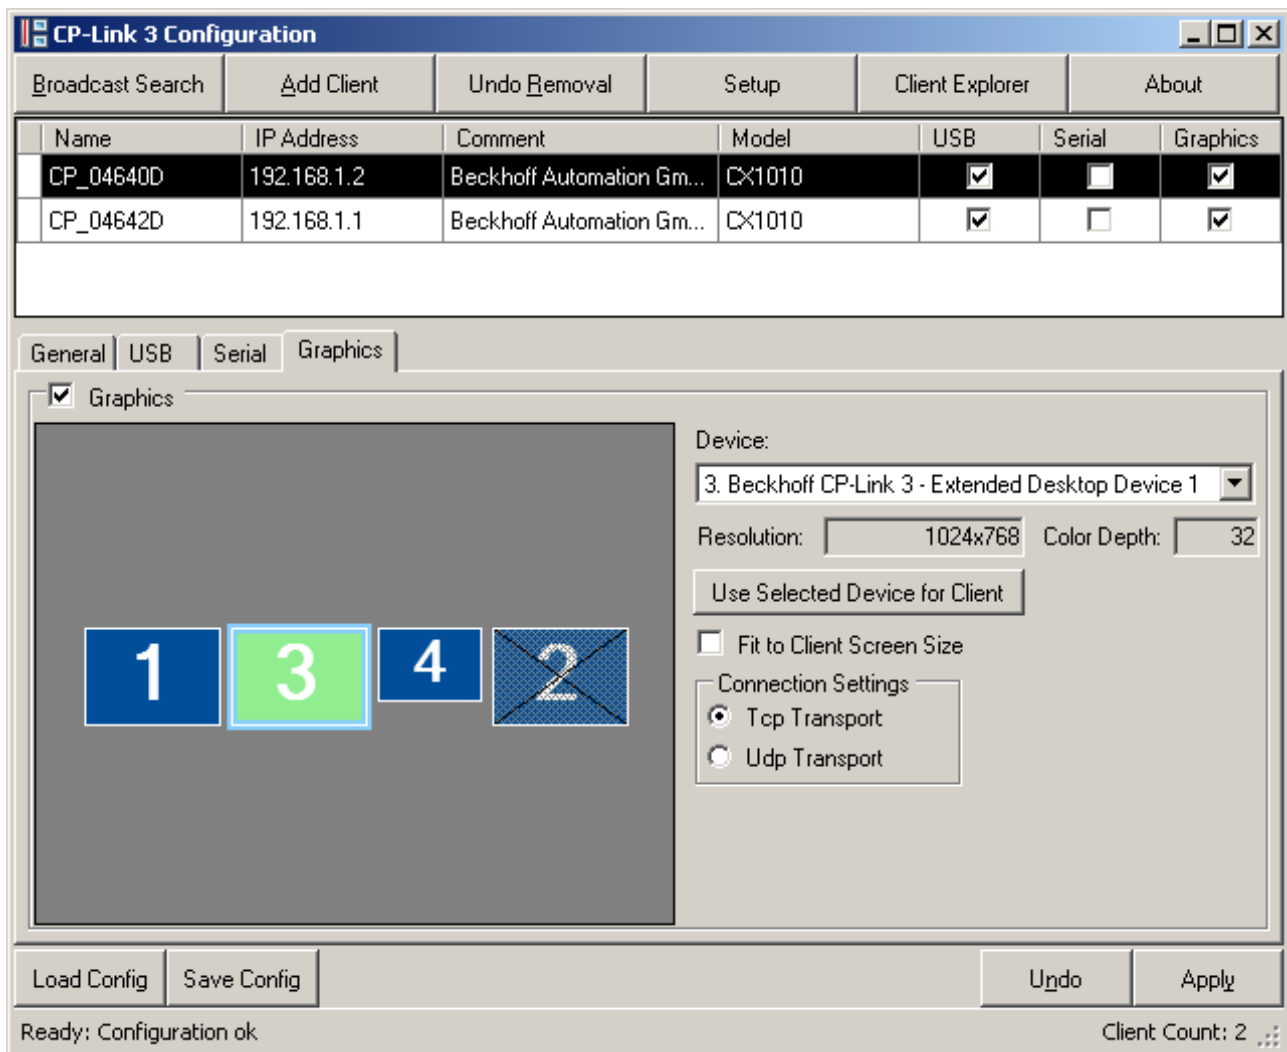 CP-Link 3 Configuration
Broadcast Search Add Client Undo Removal Setup Client Explorer About
Name IP Address Comment Model USB Serial Graphics
CP_04640D 192.168.1.2 Beckhoff Automation Gm... CX1010
CP_04642D 192.168.1.1 Beckhoff Automation Gm... CX1010
General USB Serial Graphics
Graphics
Device:
3. Beckhoff CP-Link 3 - Extended Desktop Device 1
Resolution: 1024x768 Color Depth: 32
Use Selected Device for Client
1 3 4 2
Fit to Client Screen Size
Connection Settings
Tcp Transport
Udp Transport
Load Config Save Config Undo Apply
Ready: Configuration ok Client Count: 2